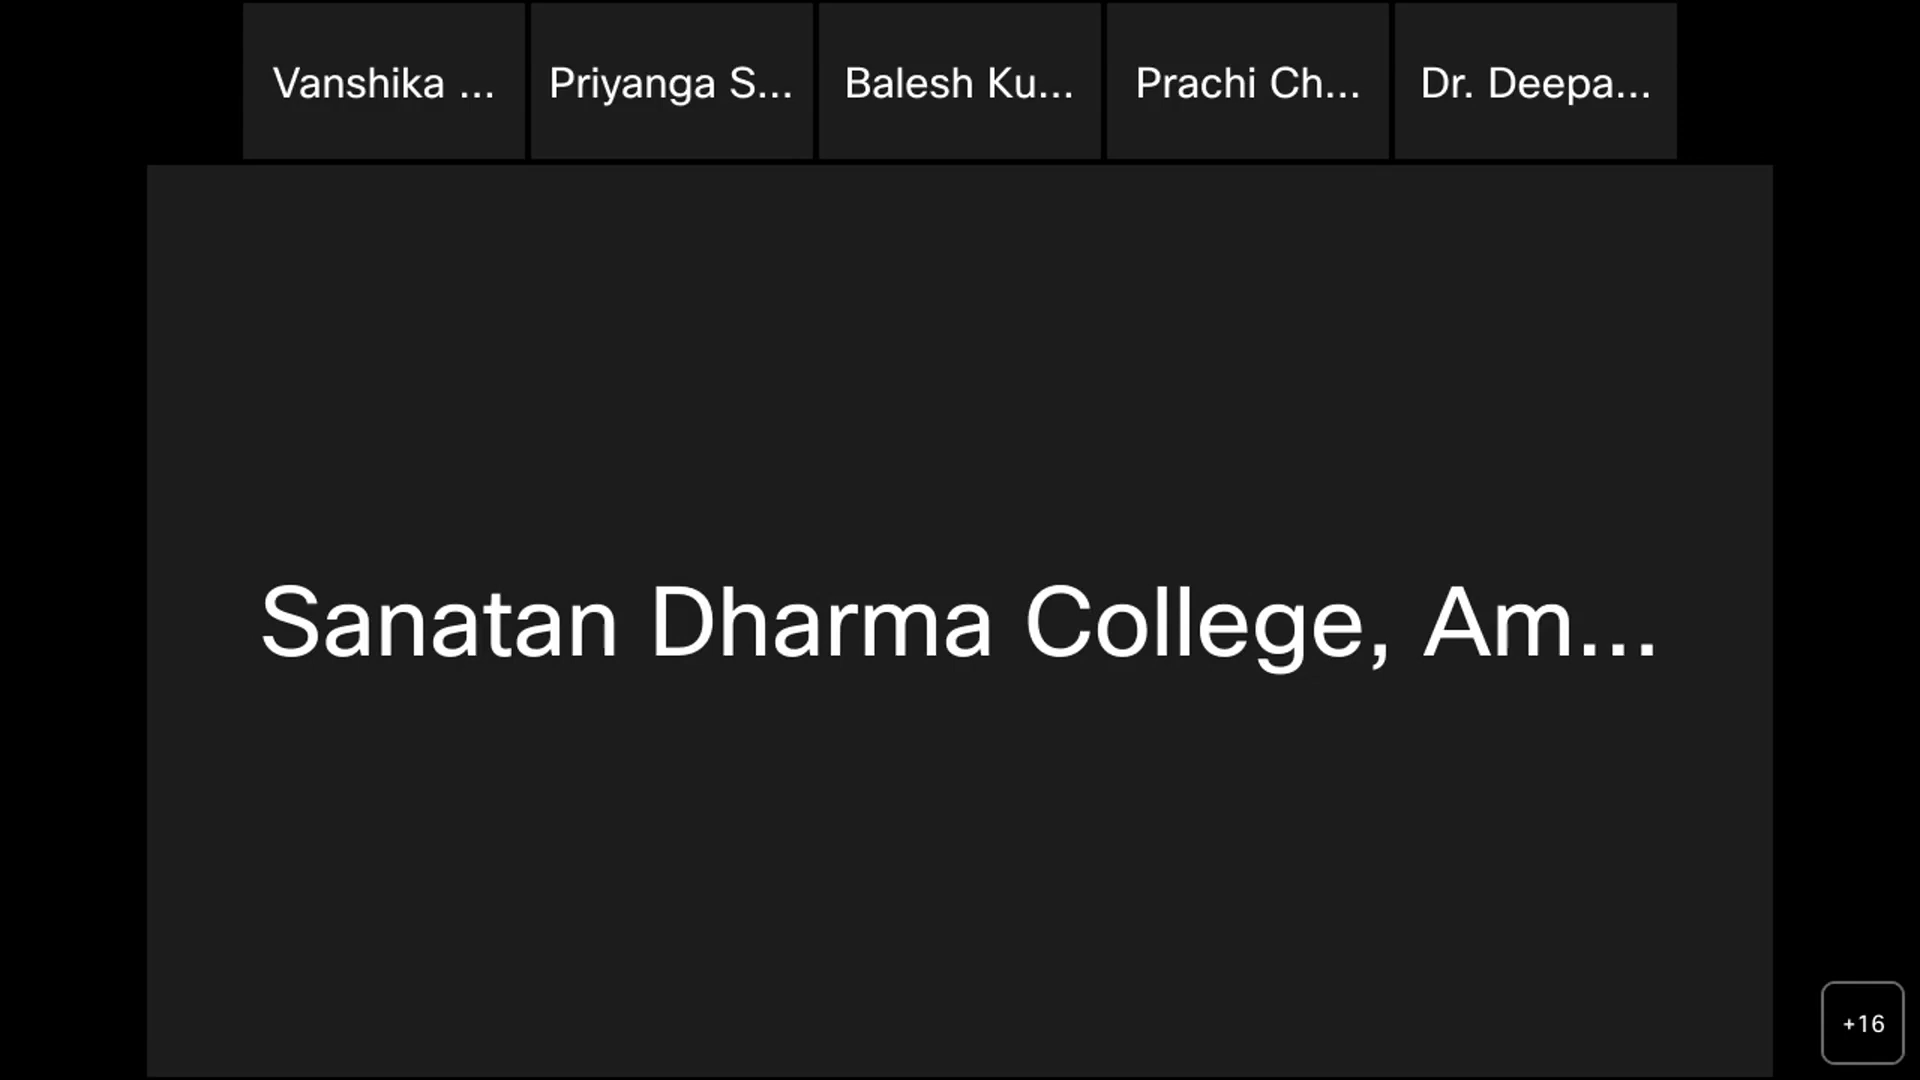 Vanshika ...
Priyanga S...
Balesh Ku...
Prachi Ch...
Dr. Deepa...
Sanatan Dharma College, Am...
+16